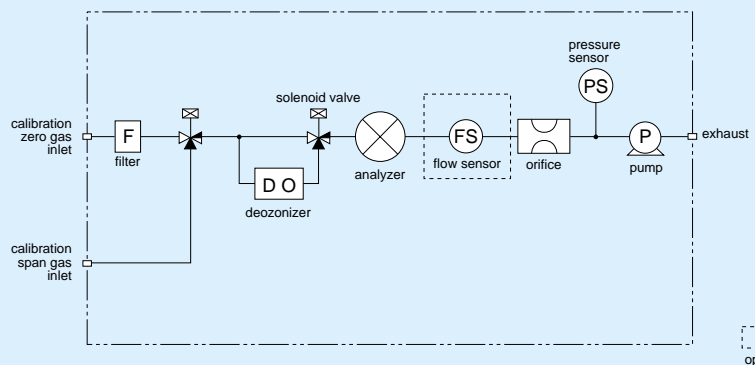 pressure
sensor
PS
solenoid valve
calibration
zero gas
inlet
F
filter
D O
deozonizer
analyzer
FS
flow sensor
orifice
P
pump
exhaust
calibration
span gas
inlet